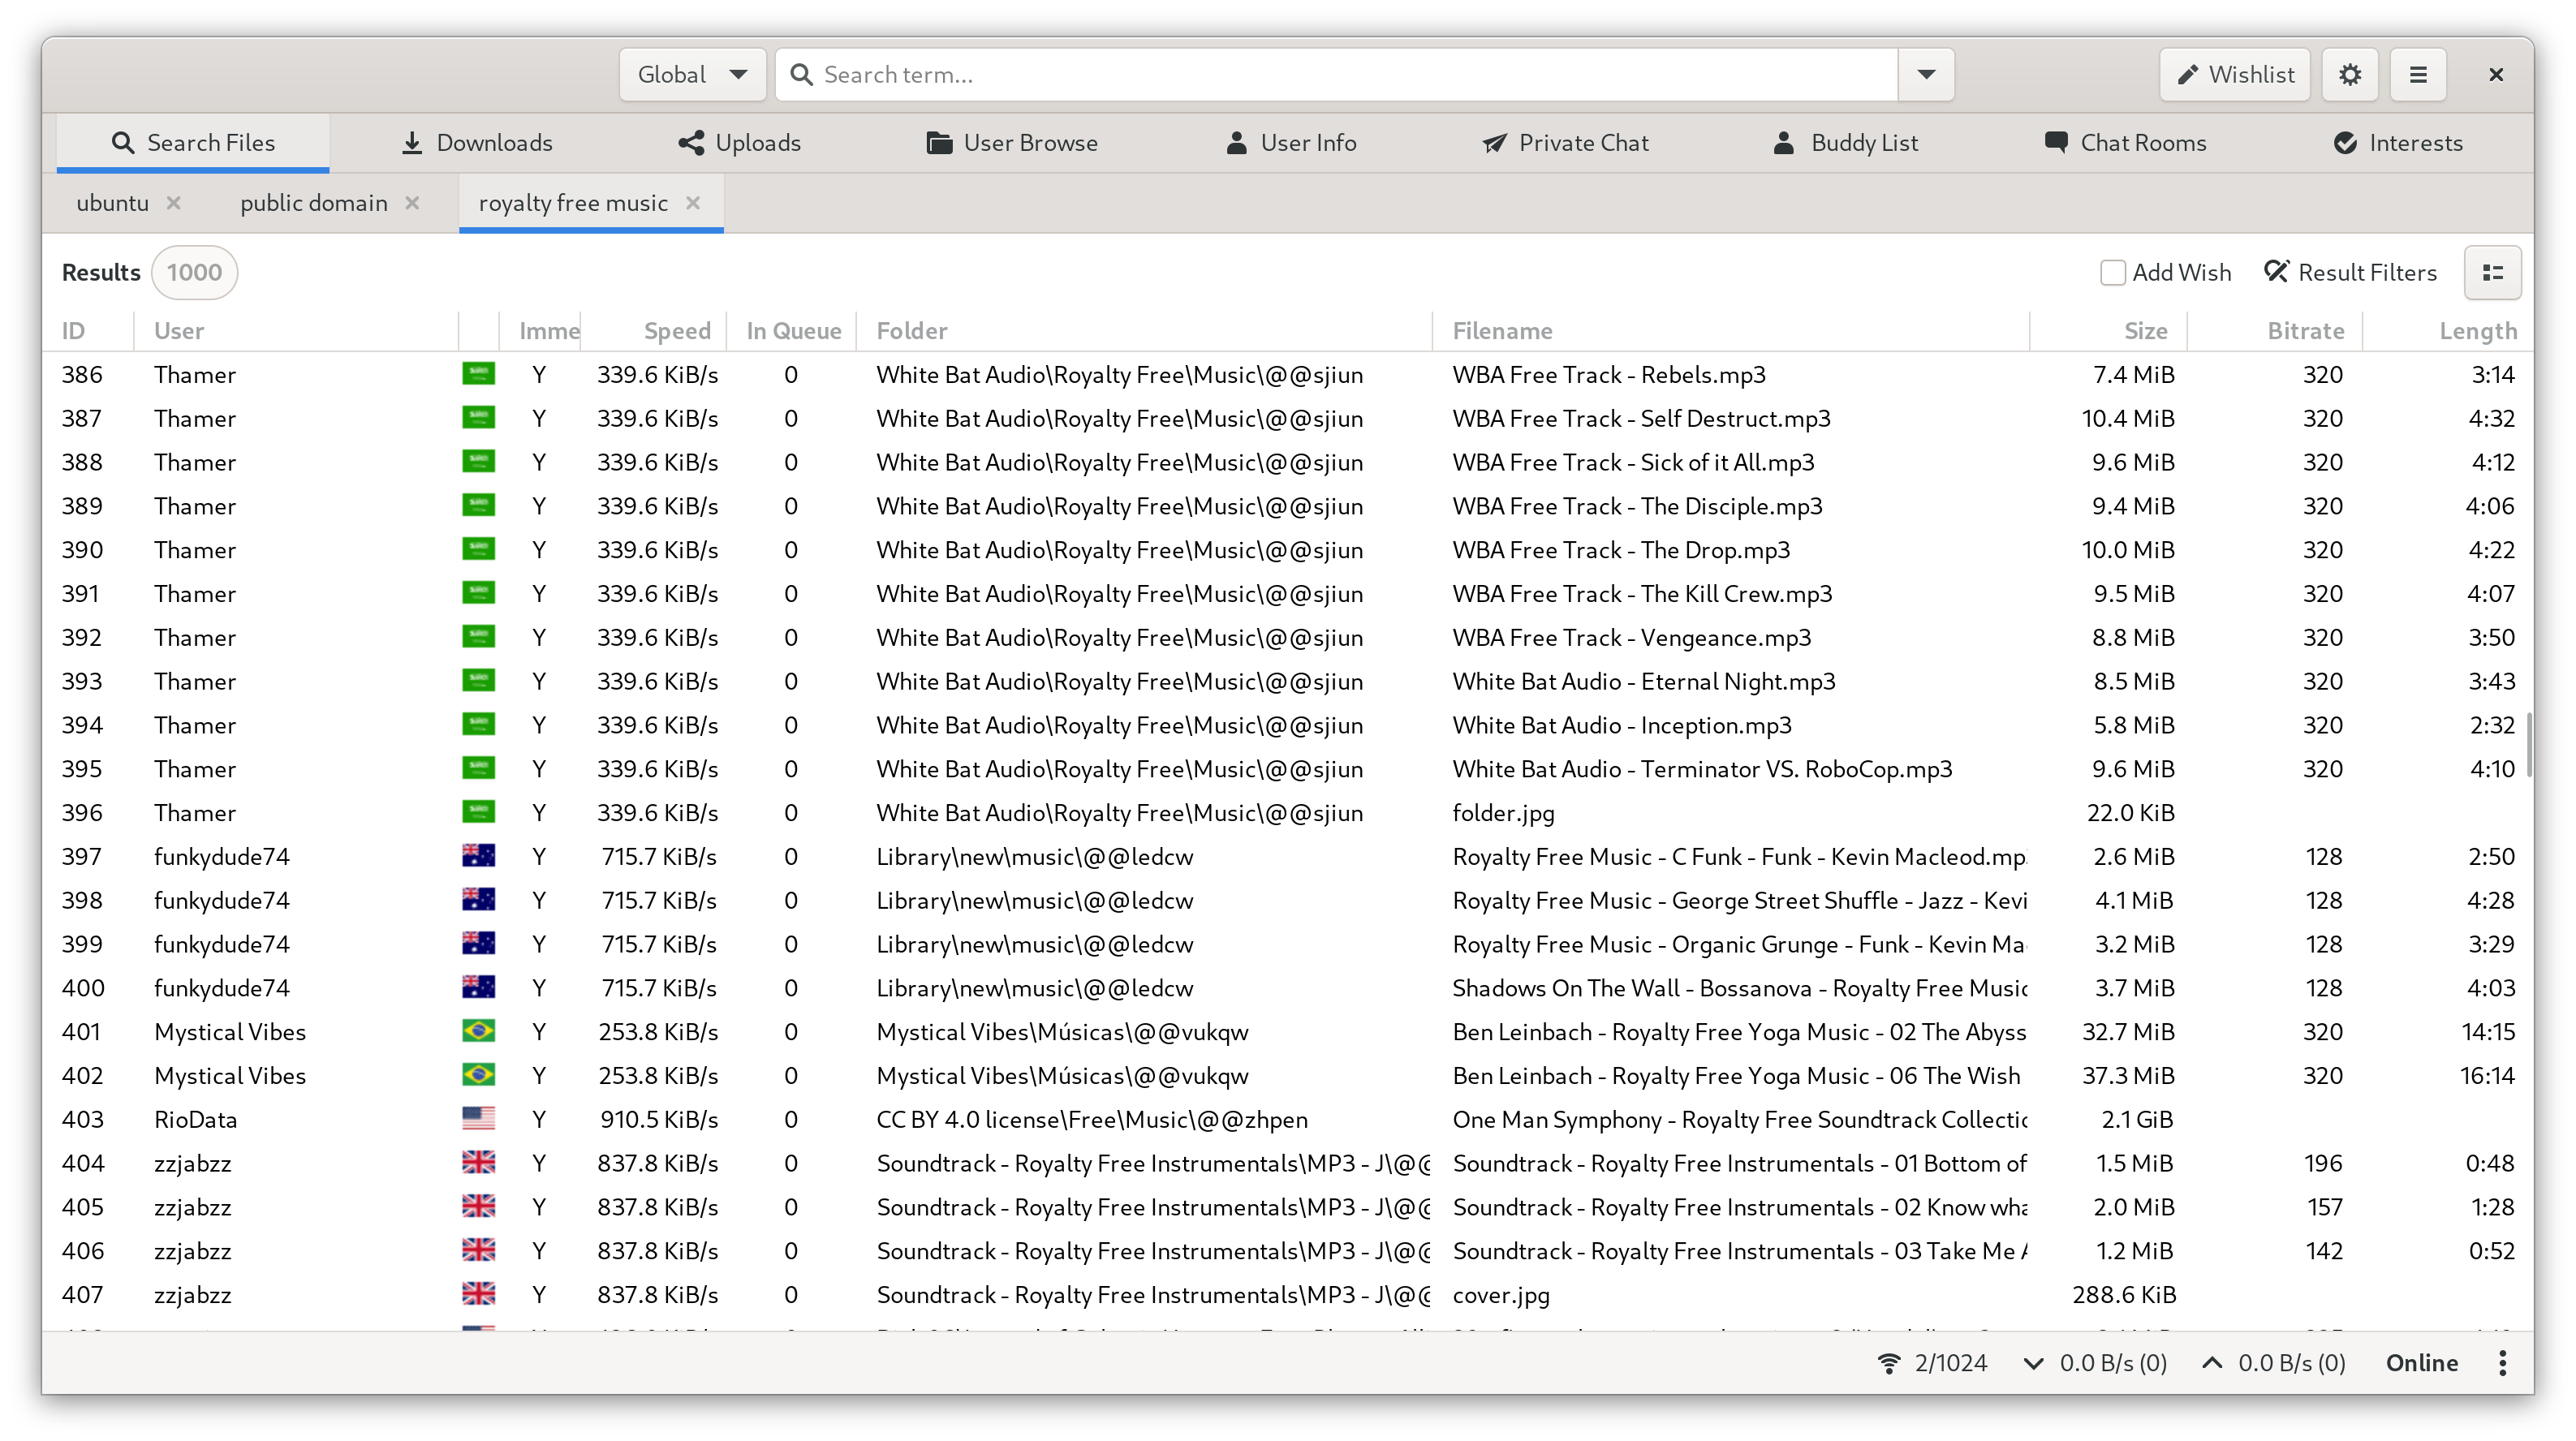 Global Search term... Wishlist
Search Files Downloads Uploads User Browse User Info Private Chat Buddy List Chat Rooms Interests
ubuntu public domain royalty free music
Results 1000 Add Wish Result Filters
ID User Imme Speed In Queue Folder Filename Size Bitrate Length
386 Thamer Y 339.6 KiB/s 0 White Bat Audio\Royalty Free\Music\@@sjiun WBA Free Track - Rebels.mp3 7.4 MiB 320 3:14
387 Thamer Y 339.6 KiB/s 0 White Bat Audio\Royalty Free\Music\@@sjiun WBA Free Track - Self Destruct.mp3 10.4 MiB 320 4:32
388 Thamer Y 339.6 KiB/s 0 White Bat Audio\Royalty Free\Music\@@sjiun WBA Free Track - Sick of it All.mp3 9.6 MiB 320 4:12
389 Thamer Y 339.6 KiB/s 0 White Bat Audio\Royalty Free\Music\@@sjiun WBA Free Track - The Disciple.mp3 9.4 MiB 320 4:06
390 Thamer Y 339.6 KiB/s 0 White Bat Audio\Royalty Free\Music\@@sjiun WBA Free Track - The Drop.mp3 10.0 MiB 320 4:22
391 Thamer Y 339.6 KiB/s 0 White Bat Audio\Royalty Free\Music\@@sjiun WBA Free Track - The Kill Crew.mp3 9.5 MiB 320 4:07
392 Thamer Y 339.6 KiB/s 0 White Bat Audio\Royalty Free\Music\@@sjiun WBA Free Track - Vengeance.mp3 8.8 MiB 320 3:50
393 Thamer Y 339.6 KiB/s 0 White Bat Audio\Royalty Free\Music\@@sjiun White Bat Audio - Eternal Night.mp3 8.5 MiB 320 3:43
394 Thamer Y 339.6 KiB/s 0 White Bat Audio\Royalty Free\Music\@@sjiun White Bat Audio - Inception.mp3 5.8 MiB 320 2:32
395 Thamer Y 339.6 KiB/s 0 White Bat Audio\Royalty Free\Music\@@sjiun White Bat Audio - Terminator VS. RoboCop.mp3 9.6 MiB 320 4:10
396 Thamer Y 339.6 KiB/s 0 White Bat Audio\Royalty Free\Music\@@sjiun folder.jpg 22.0 KiB
397 funkydude74 Y 715.7 KiB/s 0 Library\new\music\@@ledcw Royalty Free Music - C Funk - Funk - Kevin Macleod.mp 2.6 MiB 128 2:50
398 funkydude74 Y 715.7 KiB/s 0 Library\new\music\@@ledcw Royalty Free Music - George Street Shuffle - Jazz - Kevi 4.1 MiB 128 4:28
399 funkydude74 Y 715.7 KiB/s 0 Library\new\music\@@ledcw Royalty Free Music - Organic Grunge - Funk - Kevin Ma 3.2 MiB 128 3:29
400 funkydude74 Y 715.7 KiB/s 0 Library\new\music\@@ledcw Shadows On The Wall - Bossanova - Royalty Free Music 3.7 MiB 128 4:03
401 Mystical Vibes Y 253.8 KiB/s 0 Mystical Vibes\Músicas\@@vukqw Ben Leinbach - Royalty Free Yoga Music - 02 The Abyss 32.7 MiB 320 14:15
402 Mystical Vibes Y 253.8 KiB/s 0 Mystical Vibes\Músicas\@@vukqw Ben Leinbach - Royalty Free Yoga Music - 06 The Wish 37.3 MiB 320 16:14
403 RioData Y 910.5 KiB/s 0 CC BY 4.0 license\Free\Music\@@zhpen One Man Symphony - Royalty Free Soundtrack Collectic 2.1 GiB
404 zzjabzz Y 837.8 KiB/s 0 Soundtrack - Royalty Free Instrumentals\MP3 - J\@@ Soundtrack - Royalty Free Instrumentals - 01 Bottom of 1.5 MiB 196 0:48
405 zzjabzz Y 837.8 KiB/s 0 Soundtrack - Royalty Free Instrumentals\MP3 - J\@@ Soundtrack - Royalty Free Instrumentals - 02 Know wha 2.0 MiB 157 1:28
406 zzjabzz Y 837.8 KiB/s 0 Soundtrack - Royalty Free Instrumentals\MP3 - J\@@ Soundtrack - Royalty Free Instrumentals - 03 Take Me 1.2 MiB 142 0:52
407 zzjabzz Y 837.8 KiB/s 0 Soundtrack - Royalty Free Instrumentals\MP3 - J\@@ cover.jpg 288.6 KiB
2/1024 0.0 B/s (0) 0.0 B/s (0) Online